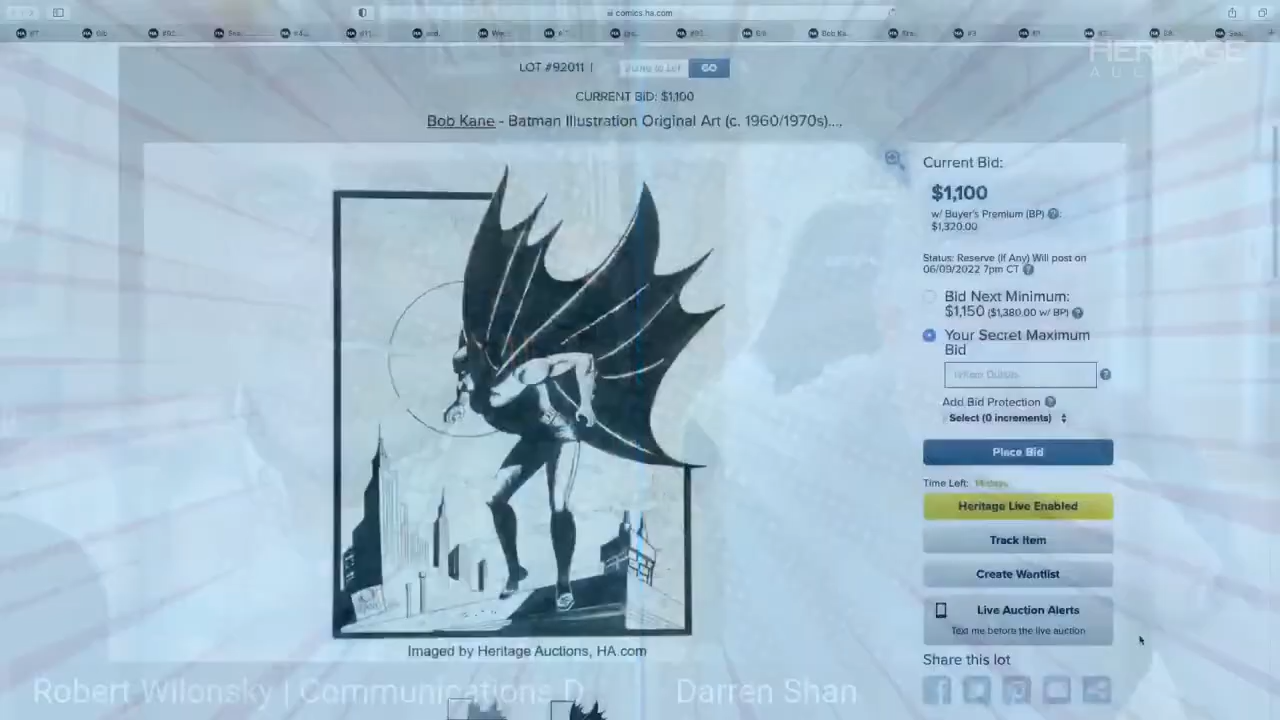 comics.ha.com
HERITAGE
LOT #92011 |
Jump to Lot
GO
CURRENT BID: $1,100
Bob Kane - Batman Illustration Original Art (c. 1960/1970s)....
Current Bid:
$1,100
w/ Buyer's Premium (BP)
$1,320.00
Status: Reserve (If Any) Will post on
06/09/2022 7pm CT
Bid Next Minimum:
$1,150 ($1,380.00 w/ BP)
Your Secret Maximum
Bid
Add Bid Protection
Select (0 increments)
Place Bid
Time Left:
Heritage Live Enabled
Track Item
Create Wantlist
Live Auction Alerts
Text me before the live auction
Share this lot
Imaged by Heritage Auctions, HA.com
Robert Wilonsky | Communications D
Darren Shan